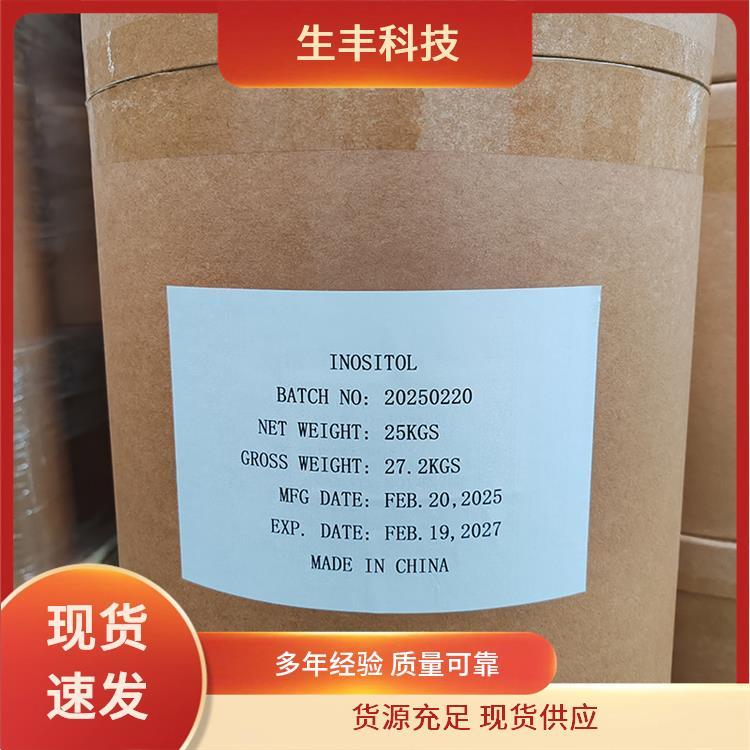 生丰科技
INOSITOL
BATCH NO: 20250220
NET WEIGHT: 25KGS
GROSS WEIGHT: 27.2KGS
MFG DATE: FEB.20,2025
EXP. DATE: FEB.19,2027
MADE IN CHINA
现货
速发
多年经验 质量可靠
货源充足 现货供应